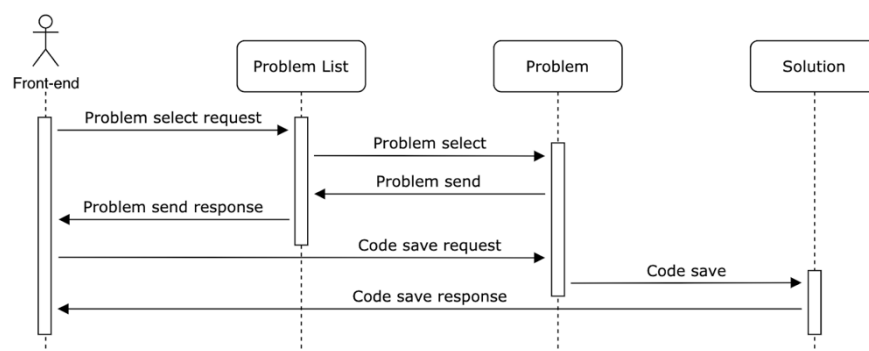 Front-end
Problem List
Problem
Solution
Problem select request
Problem select
Problem send
Problem send response
Code save request
Code save
Code save response